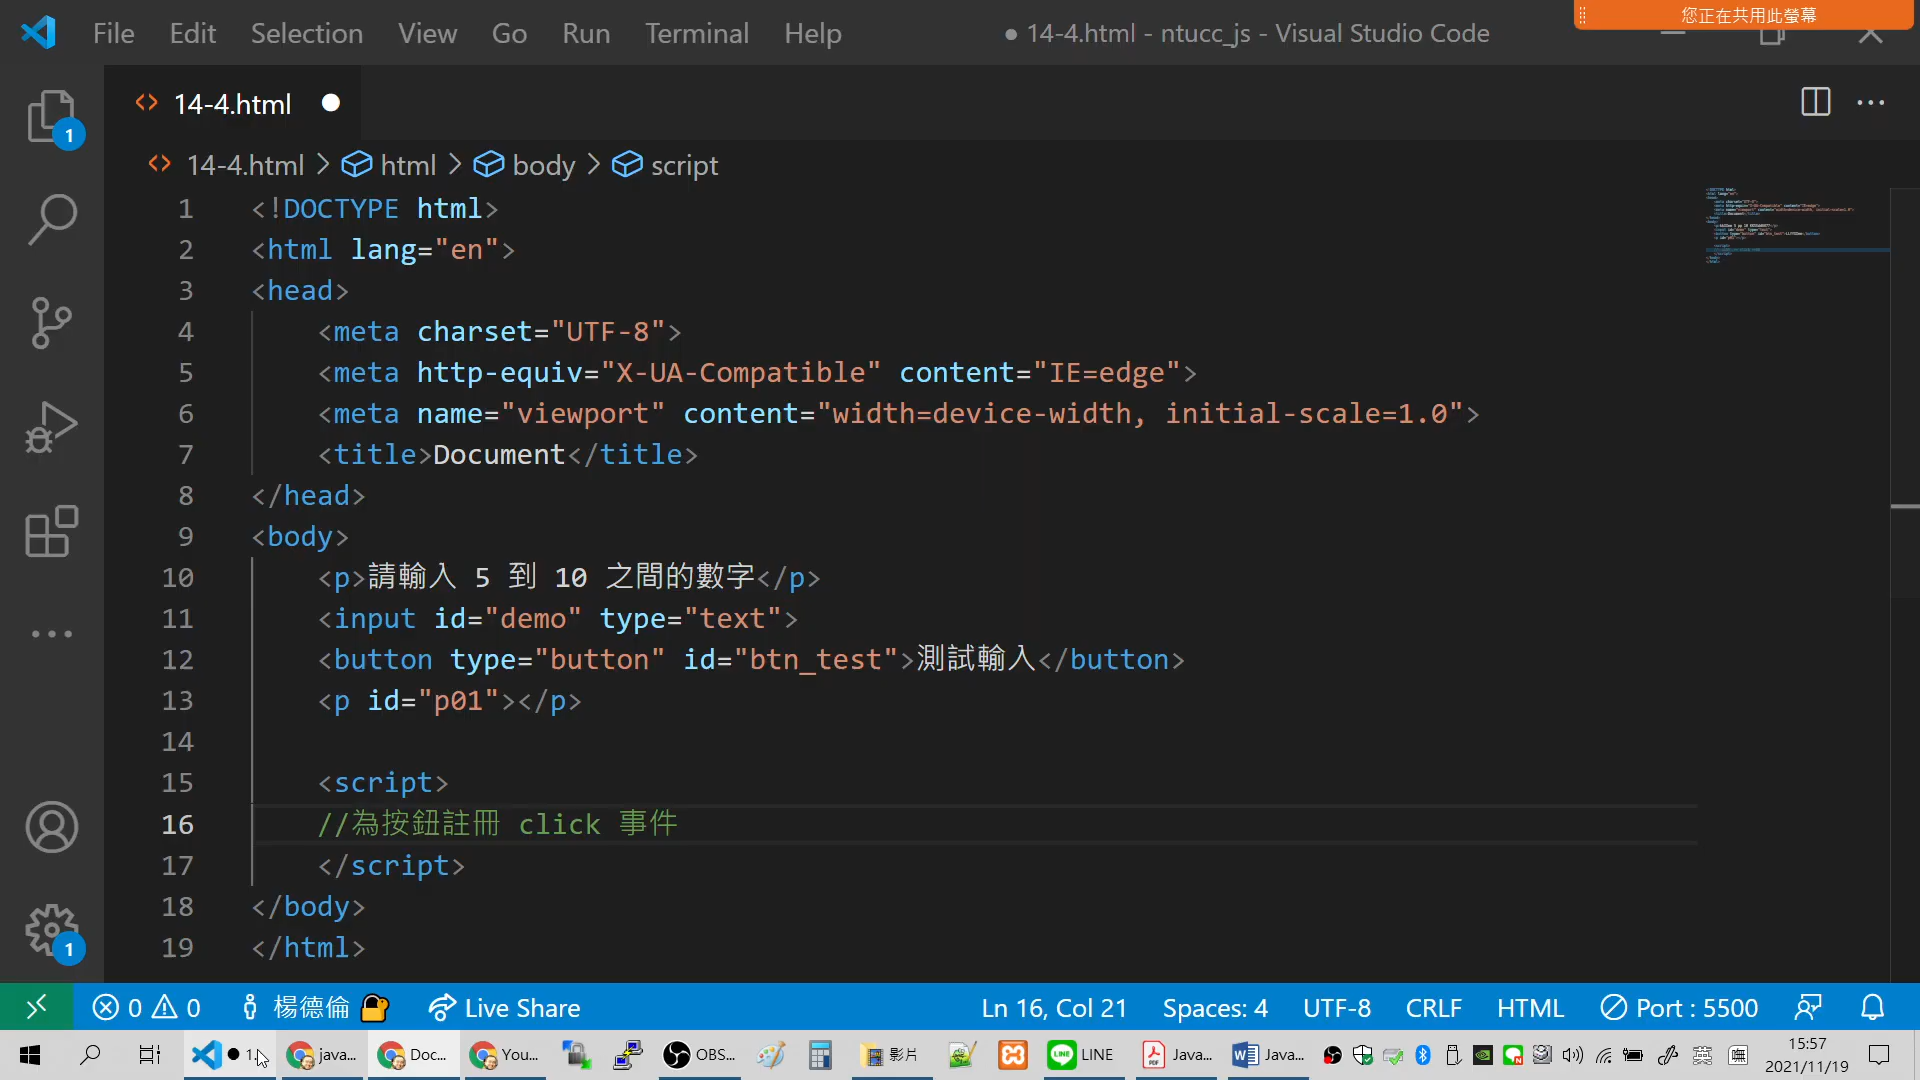 File Edit Selection View Go Run Terminal Help
● 14-4.html - ntucc_js - Visual Studio Code
您正在共用此螢幕
14-4.html
14-4.html > html > body > script
1 <!DOCTYPE html>
2 <html lang="en">
3 <head>
4 <meta charset="UTF-8">
5 <meta http-equiv="X-UA-Compatible" content="IE=edge">
6 <meta name="viewport" content="width=device-width, initial-scale=1.0">
7 <title>Document</title>
8 </head>
9 <body>
10 <p>請輸入 5 到 10 之間的數字</p>
11 <input id="demo" type="text">
12 <button type="button" id="btn_test">測試輸入</button>
13 <p id="p01"></p>
14
15 <script>
16 //為按鈕註冊 click 事件
17 </script>
18 </body>
19 </html>
1
1
0 0 楊德倫 Live Share Ln 16, Col 21 Spaces: 4 UTF-8 CRLF HTML Port : 5500
● 1... java... Doc... You... OBS... 影片 LINE Java... Java... 英 15:57
2021/11/19